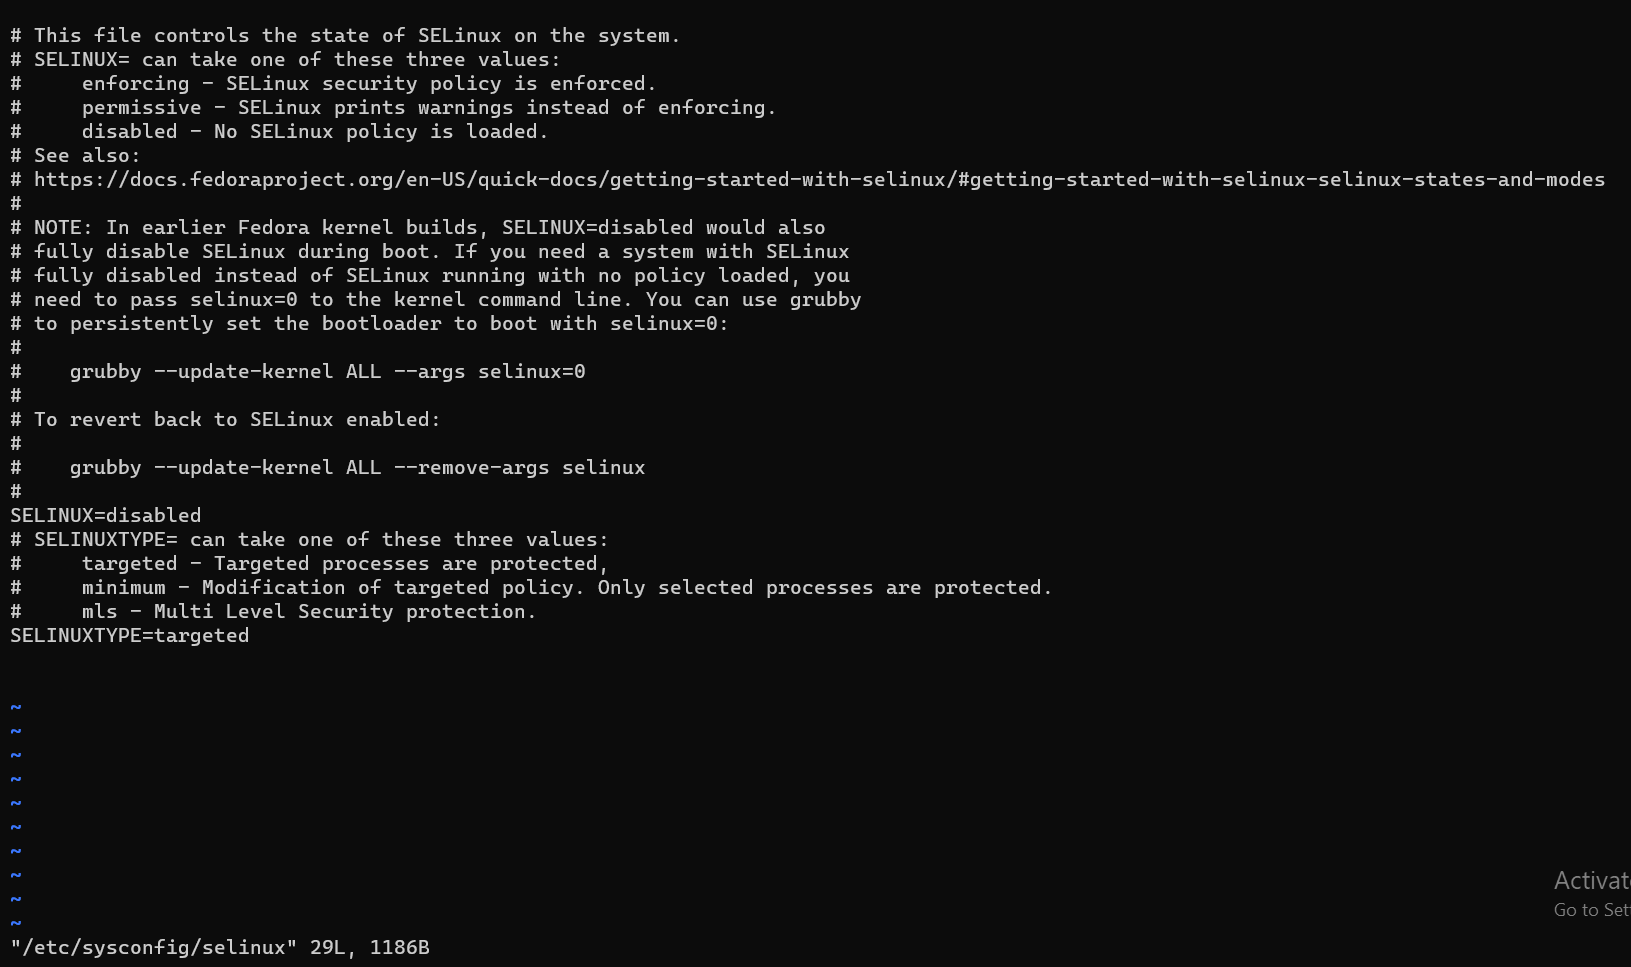 # This file controls the state of SELinux on the system.
# SELINUX= can take one of these three values:
#     enforcing - SELinux security policy is enforced.
#     permissive - SELinux prints warnings instead of enforcing.
#     disabled - No SELinux policy is loaded.
# See also:
# https://docs.fedoraproject.org/en-US/quick-docs/getting-started-with-selinux/#getting-started-with-selinux-selinux-states-and-modes
#
# NOTE: In earlier Fedora kernel builds, SELINUX=disabled would also
# fully disable SELinux during boot. If you need a system with SELinux
# fully disabled instead of SELinux running with no policy loaded, you
# need to pass selinux=0 to the kernel command line. You can use grubby
# to persistently set the bootloader to boot with selinux=0:
#
#    grubby --update-kernel ALL --args selinux=0
#
# To revert back to SELinux enabled:
#
#    grubby --update-kernel ALL --remove-args selinux
#
SELINUX=disabled
# SELINUXTYPE= can take one of these three values:
#     targeted - Targeted processes are protected,
#     minimum - Modification of targeted policy. Only selected processes are protected.
#     mls - Multi Level Security protection.
SELINUXTYPE=targeted
~
~
~
~
~
~
~
~
~
~
Go to
"/etc/sysconfig/selinux" 29L, 1186B